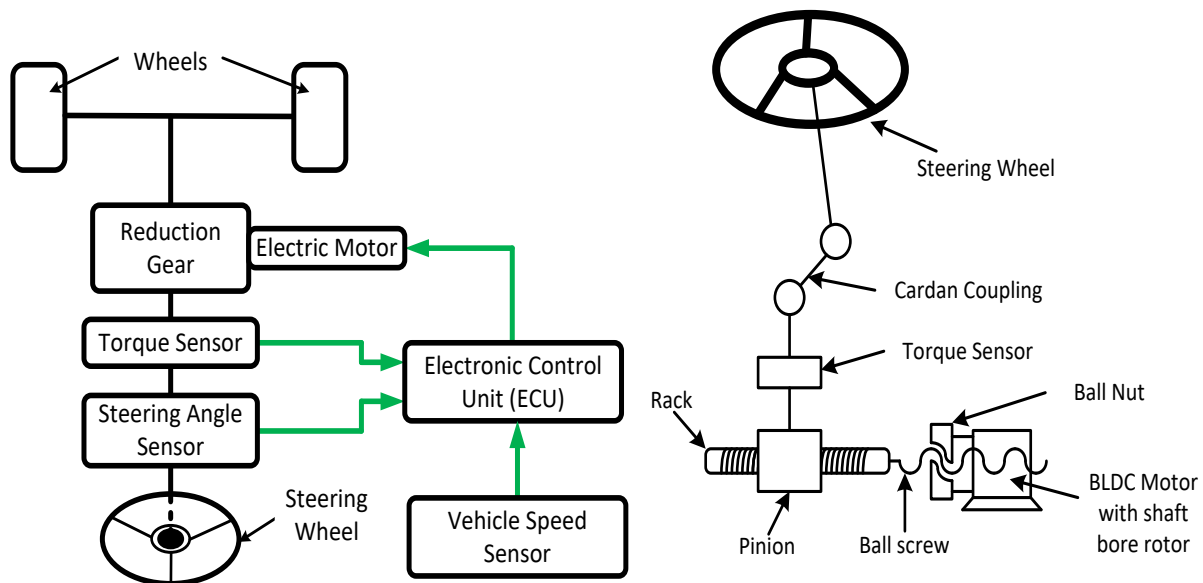 Wheels
Reduction
Gear
Electric Motor
Torque Sensor
Steering Angle
Sensor
Electronic Control
Unit (ECU)
Steering
Wheel
Vehicle Speed
Sensor
Steering Wheel
Cardan Coupling
Torque Sensor
Rack
Ball Nut
Pinion
Ball screw
BLDC Motor
with shaft
bore rotor